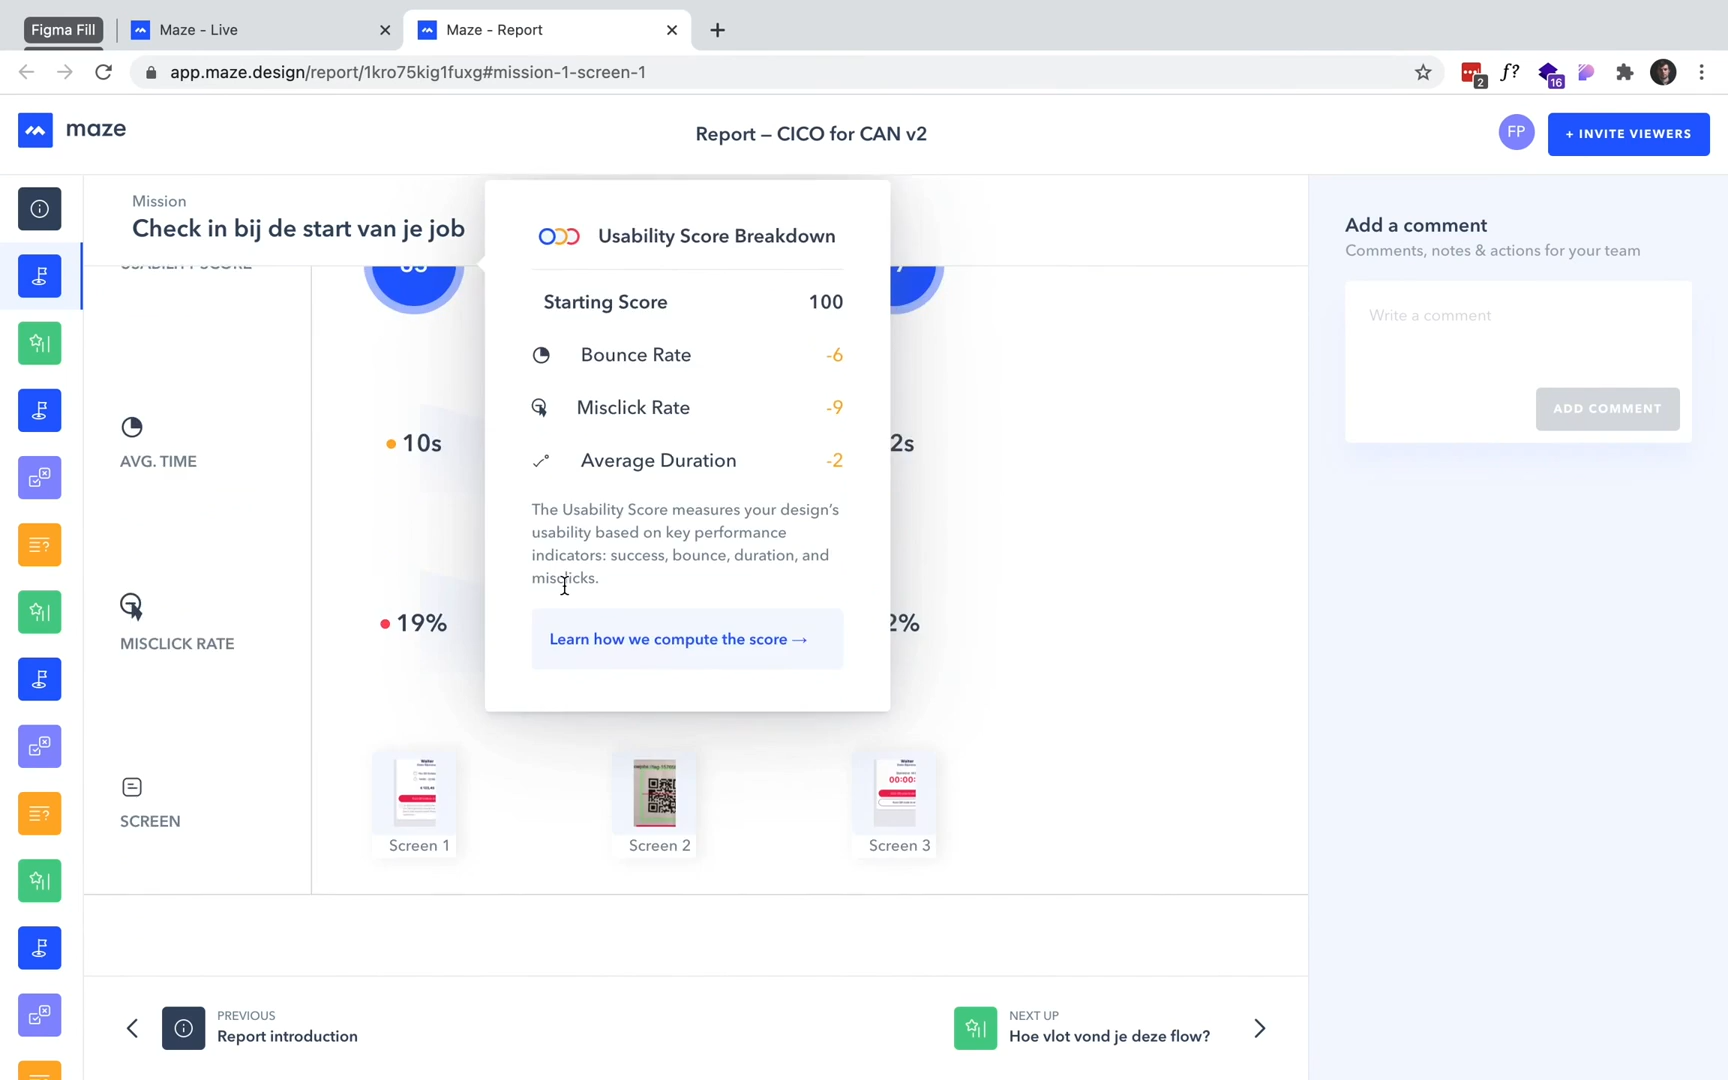 Figma Fill
Maze - Live
Maze - Report
app.maze.design/report/1kro75kig1fuxg#mission-1-screen-1
2
f?
16
maze
Report – CICO for CAN v2
FP
+ INVITE VIEWERS
Mission
Check in bij de start van je job
Usability Score Breakdown
Starting Score 100
Bounce Rate -6
Misclick Rate -9
Average Duration -2
The Usability Score measures your design's
usability based on key performance
indicators: success, bounce, duration, and
misclicks.
Learn how we compute the score →
USABILITY SCORE
AVG. TIME
10s
2s
MISCLICK RATE
19%
2%
SCREEN
Screen 1
Screen 2
Screen 3
Add a comment
Comments, notes & actions for your team
Write a comment
ADD COMMENT
PREVIOUS
Report introduction
NEXT UP
Hoe vlot vond je deze flow?